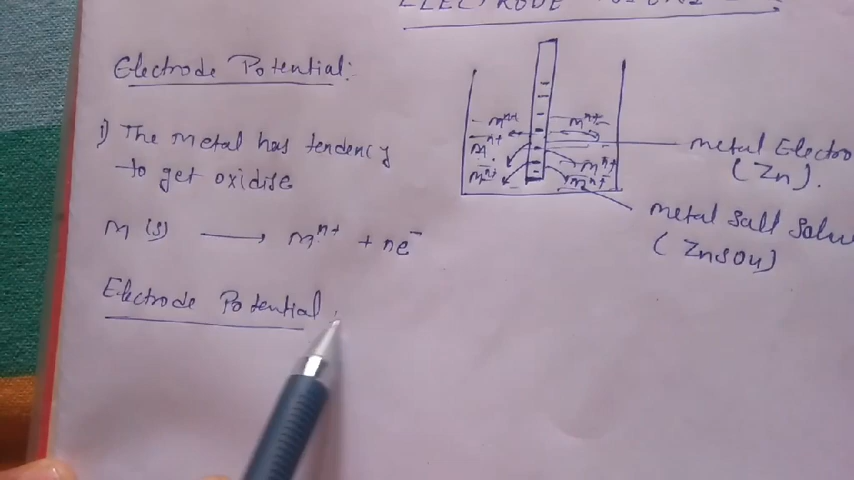 Electrode Potential:
1) The metal has tendency
to get oxidise
M (s) ⟶ M^n+ + ne^-
Electrode Potential:
M^n+ M^n+
M^n+
M^n+ M^n+
M^n+
metal Electro
(Zn).
metal Salt Solu
(ZnSO4)